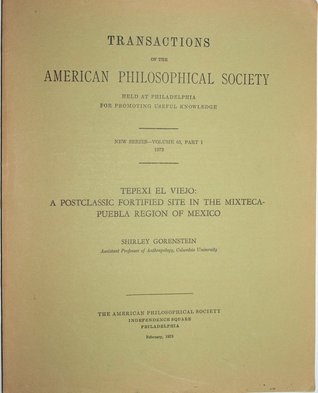 TRANSACTIONS
OF THE
AMERICAN PHILOSOPHICAL SOCIETY
HELD AT PHILADELPHIA
FOR PROMOTING USEFUL KNOWLEDGE
NEW SERIES—VOLUME 63, PART 1
1973
TEPEXI EL VIEJO:
A POSTCLASSIC FORTIFIED SITE IN THE MIXTECA-
PUEBLA REGION OF MEXICO
SHIRLEY GORENSTEIN
Assistant Professor of Anthropology, Columbia University
THE AMERICAN PHILOSOPHICAL SOCIETY
INDEPENDENCE SQUARE
PHILADELPHIA
February, 1973